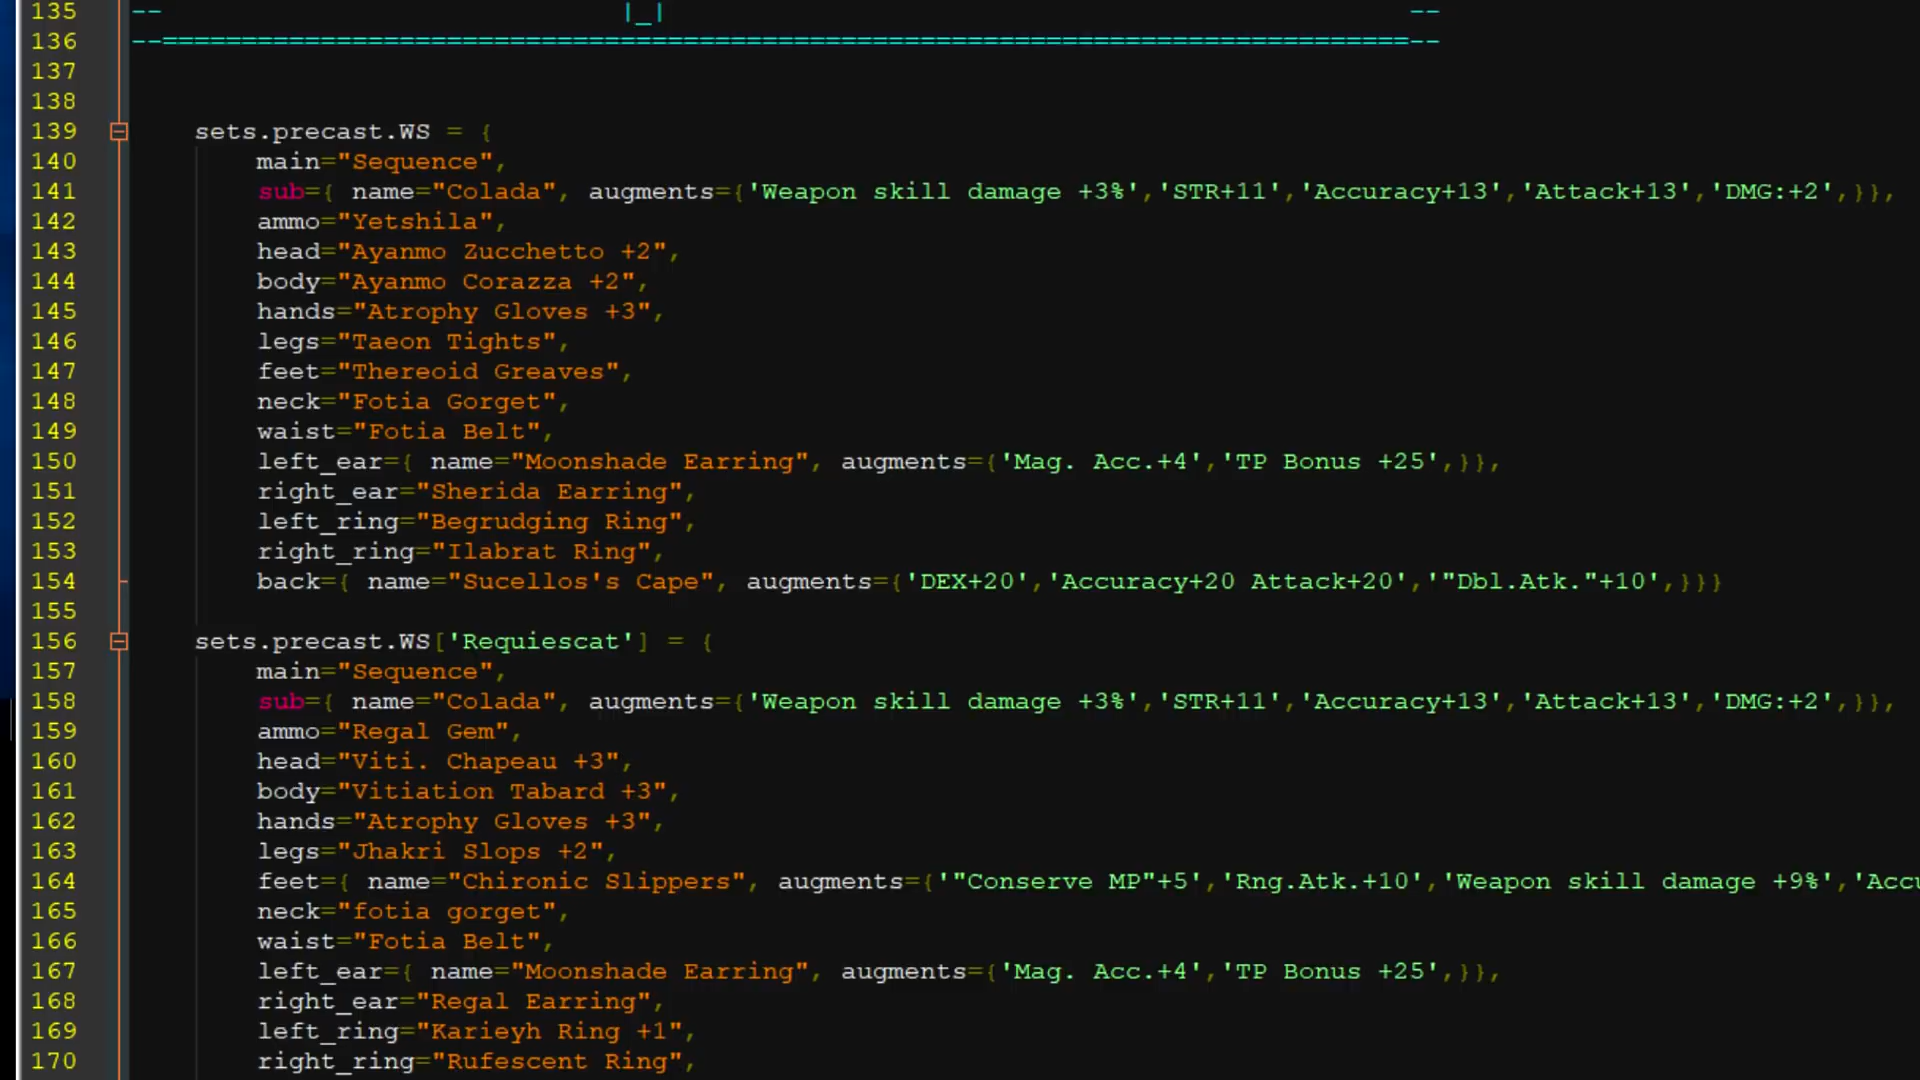 135 -- |_| --
136 --===============================================================================--
137
138
139 sets.precast.WS = {
140 main="Sequence",
141 sub={ name="Colada", augments={'Weapon skill damage +3%','STR+11','Accuracy+13','Attack+13','DMG:+2',}},
142 ammo="Yetshila",
143 head="Ayanmo Zucchetto +2",
144 body="Ayanmo Corazza +2",
145 hands="Atrophy Gloves +3",
146 legs="Taeon Tights",
147 feet="Thereoid Greaves",
148 neck="Fotia Gorget",
149 waist="Fotia Belt",
150 left_ear={ name="Moonshade Earring", augments={'Mag. Acc.+4','TP Bonus +25',}},
151 right_ear="Sherida Earring",
152 left_ring="Begrudging Ring",
153 right_ring="Ilabrat Ring",
154 back={ name="Sucellos's Cape", augments={'DEX+20','Accuracy+20 Attack+20','"Dbl.Atk."+10',}}}
155
156 sets.precast.WS['Requiescat'] = {
157 main="Sequence",
158 sub={ name="Colada", augments={'Weapon skill damage +3%','STR+11','Accuracy+13','Attack+13','DMG:+2',}},
159 ammo="Regal Gem",
160 head="Viti. Chapeau +3",
161 body="Vitiation Tabard +3",
162 hands="Atrophy Gloves +3",
163 legs="Jhakri Slops +2",
164 feet={ name="Chironic Slippers", augments={'"Conserve MP"+5','Rng.Atk.+10','Weapon skill damage +9%','Acc
165 neck="fotia gorget",
166 waist="Fotia Belt",
167 left_ear={ name="Moonshade Earring", augments={'Mag. Acc.+4','TP Bonus +25',}},
168 right_ear="Regal Earring",
169 left_ring="Karieyh Ring +1",
170 right_ring="Rufescent Ring",